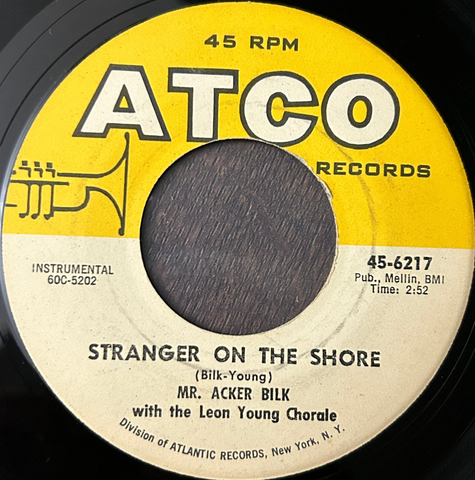 45 RPM
ATCO
RECORDS
INSTRUMENTAL
60C-5202
45-6217
Pub., Mellin, BMI
Time: 2:52
STRANGER ON THE SHORE
(Bilk-Young)
MR. ACKER BILK
with the Leon Young Chorale
Division of ATLANTIC RECORDS, New York, N. Y.